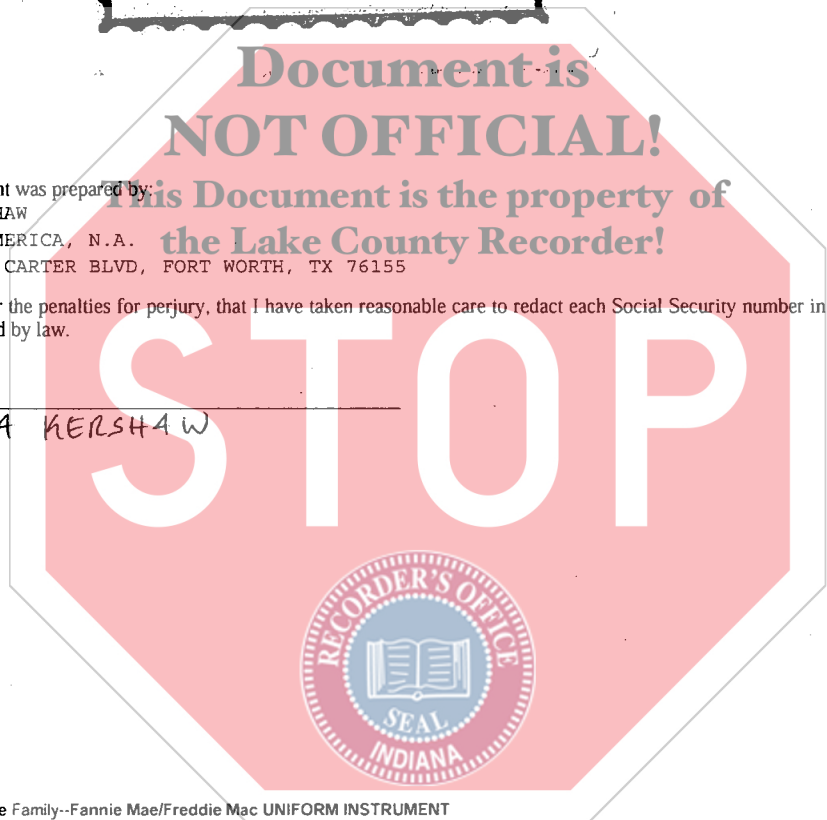 Document is
NOT OFFICIAL!
nt was prepared by:
This Document is the property of
HAW
MERICA, N.A.
the Lake County Recorder!
CARTER BLVD, FORT WORTH, TX 76155
r the penalties for perjury, that I have taken reasonable care to redact each Social Security number in
d by law.
STOP
A KERSHAW
RECORDER'S OFFICE
SEAL
INDIANA
e Family--Fannie Mae/Freddie Mac UNIFORM INSTRUMENT